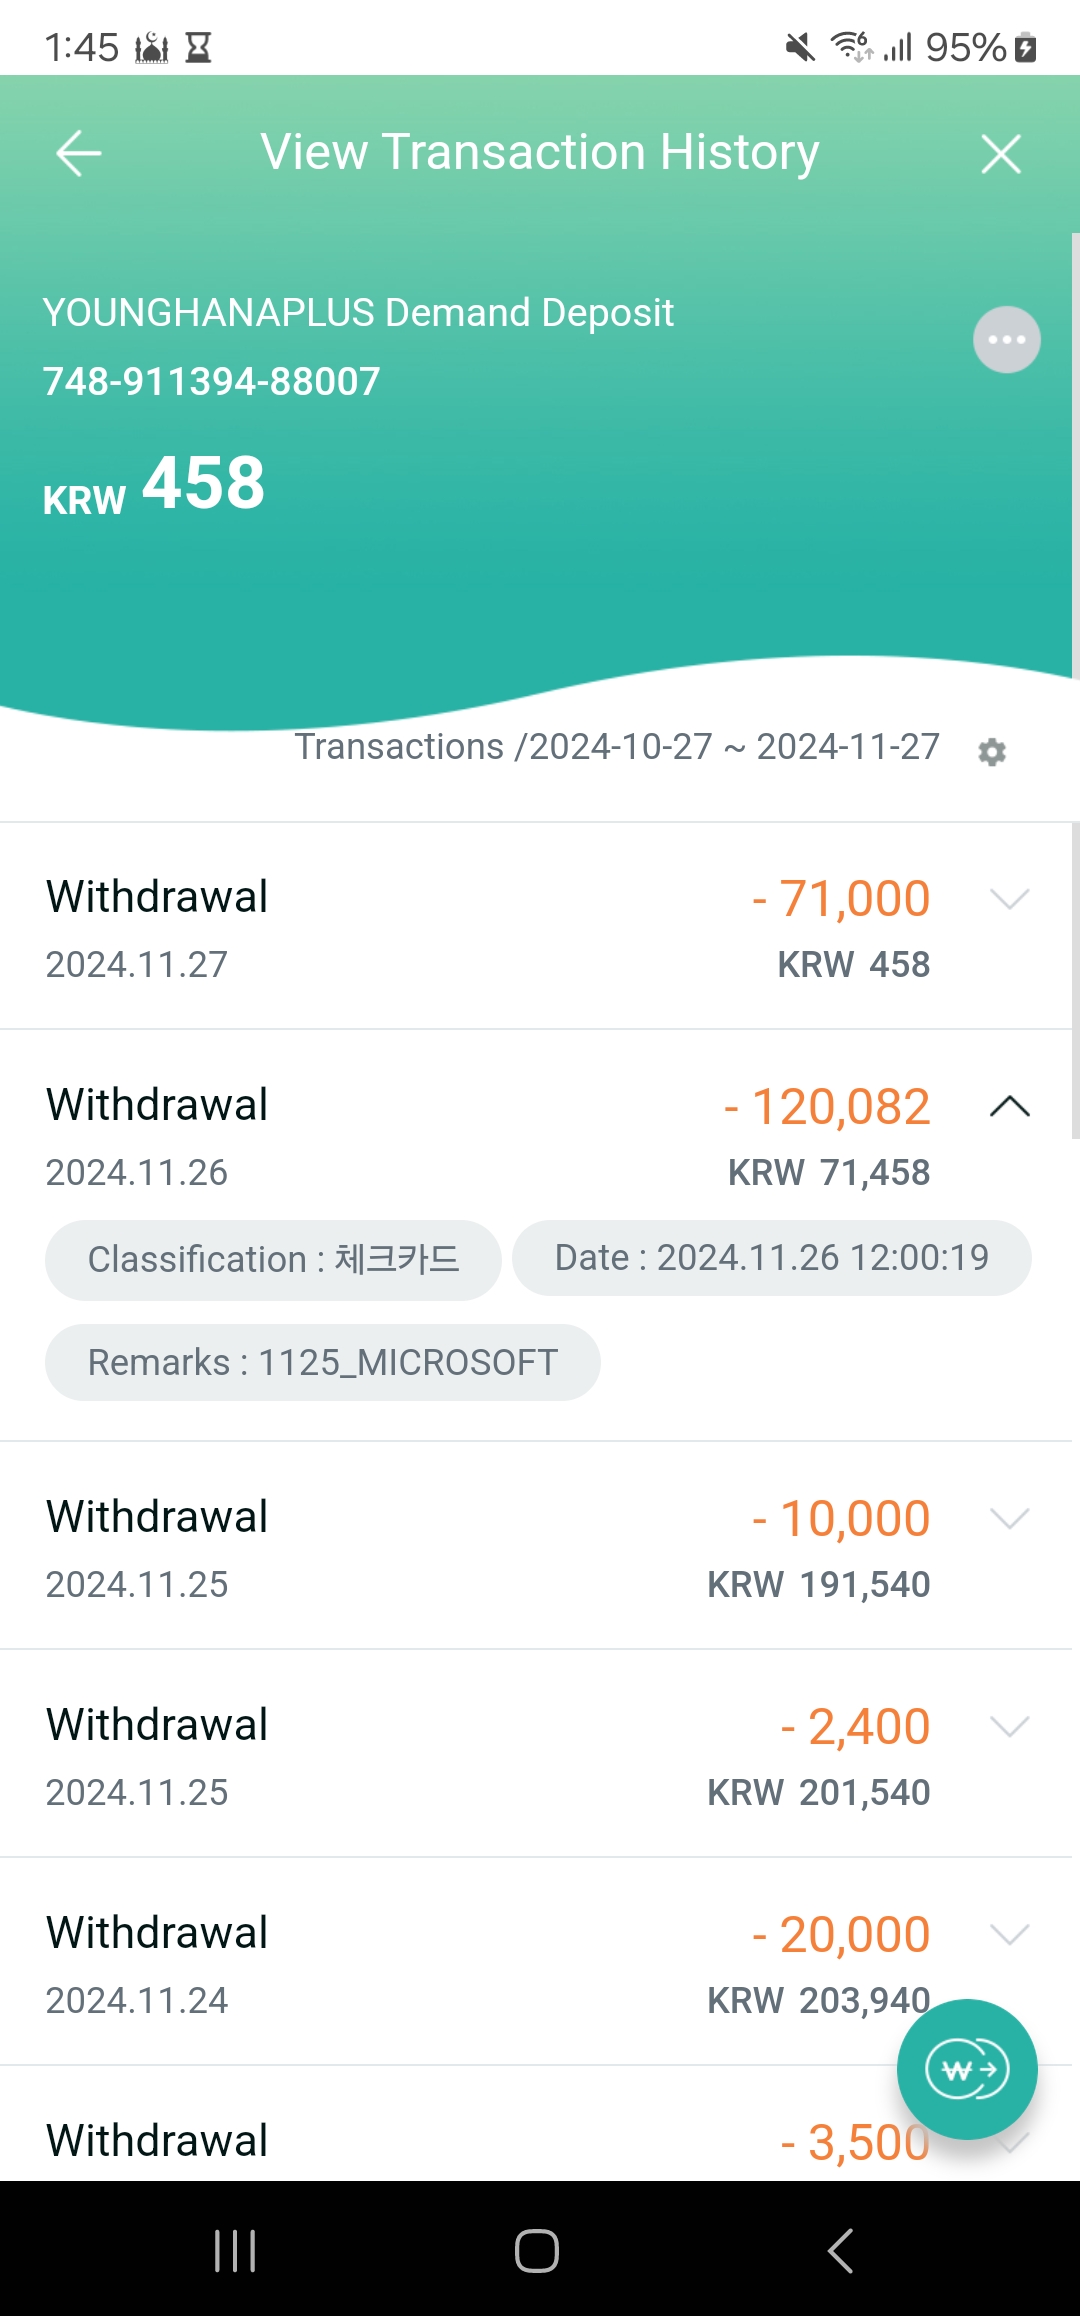 1:45
95%
View Transaction History
YOUNGHANAPLUS Demand Deposit
748-911394-88007
KRW 458
Transactions /2024-10-27 ~ 2024-11-27
Withdrawal - 71,000
2024.11.27 KRW 458
Withdrawal - 120,082
2024.11.26 KRW 71,458
Classification : 체크카드 Date : 2024.11.26 12:00:19
Remarks : 1125_MICROSOFT
Withdrawal - 10,000
2024.11.25 KRW 191,540
Withdrawal - 2,400
2024.11.25 KRW 201,540
Withdrawal - 20,000
2024.11.24 KRW 203,940
Withdrawal - 3,500